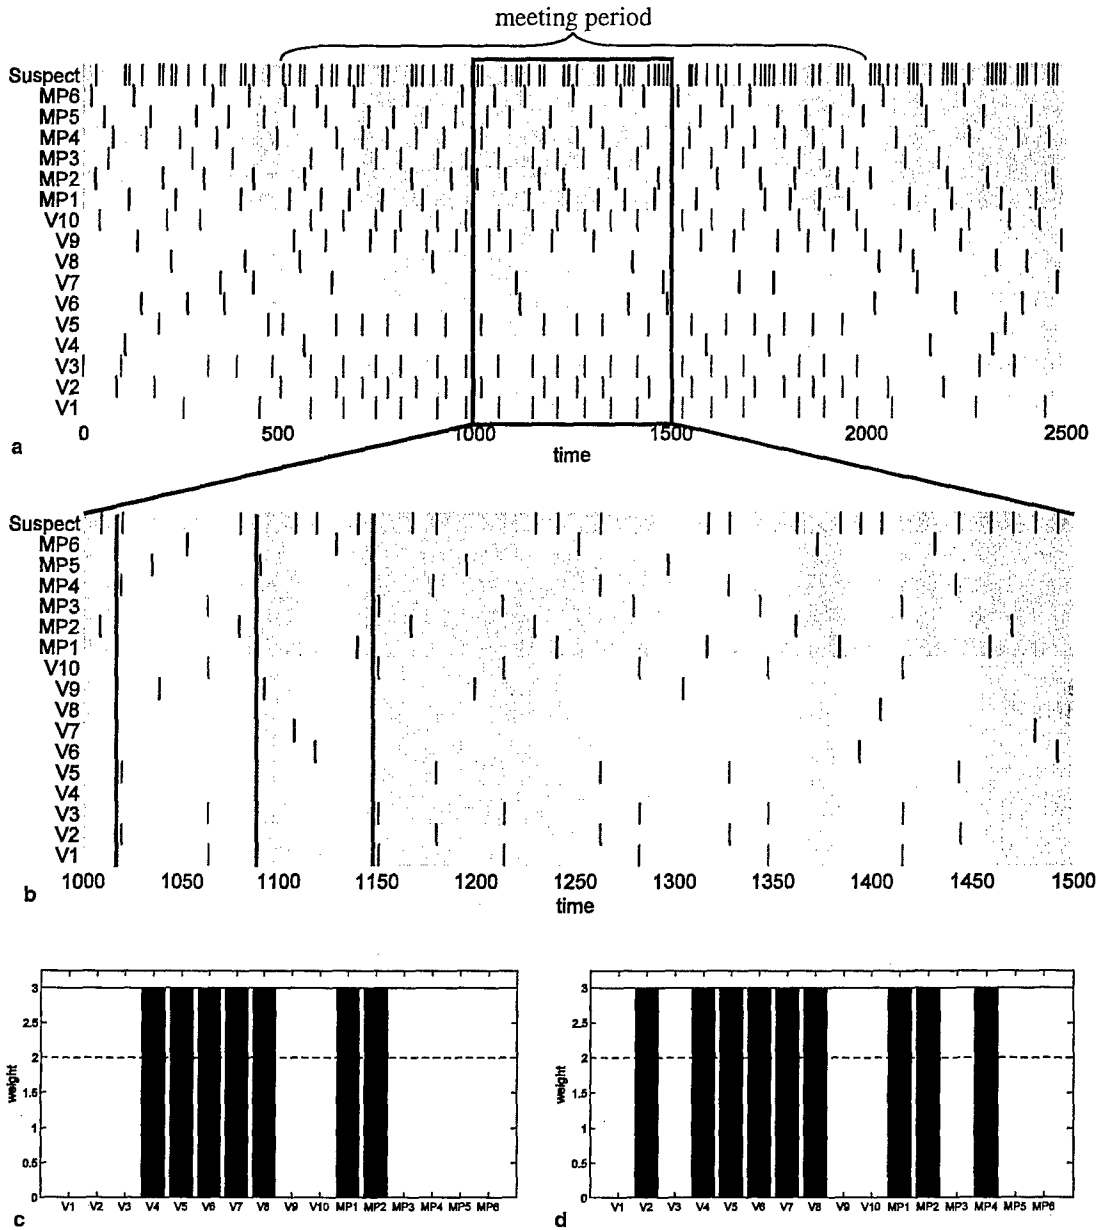 meeting period
Suspect
MP6
MP5
MP4
MP3
MP2
MP1
V10
V9
V8
V7
V6
V5
V4
V3
V2
V1
0 500 1000 1500 2000 2500
a
time
Suspect
MP6
MP5
MP4
MP3
MP2
MP1
V10
V9
V8
V7
V6
V5
V4
V3
V2
V1
1000 1050 1100 1150 1200 1250 1300 1350 1400 1450 1500
b
time
3
2.5
2
1.5
1
0.5
0
weight
V1 V2 V3 V4 V5 V6 V7 V8 V9 V10 MP1 MP2 MP3 MP4 MP5 MP6
c
3
2.5
2
1.5
1
0.5
0
weight
V1 V2 V3 V4 V5 V6 V7 V8 V9 V10 MP1 MP2 MP3 MP4 MP5 MP6
d